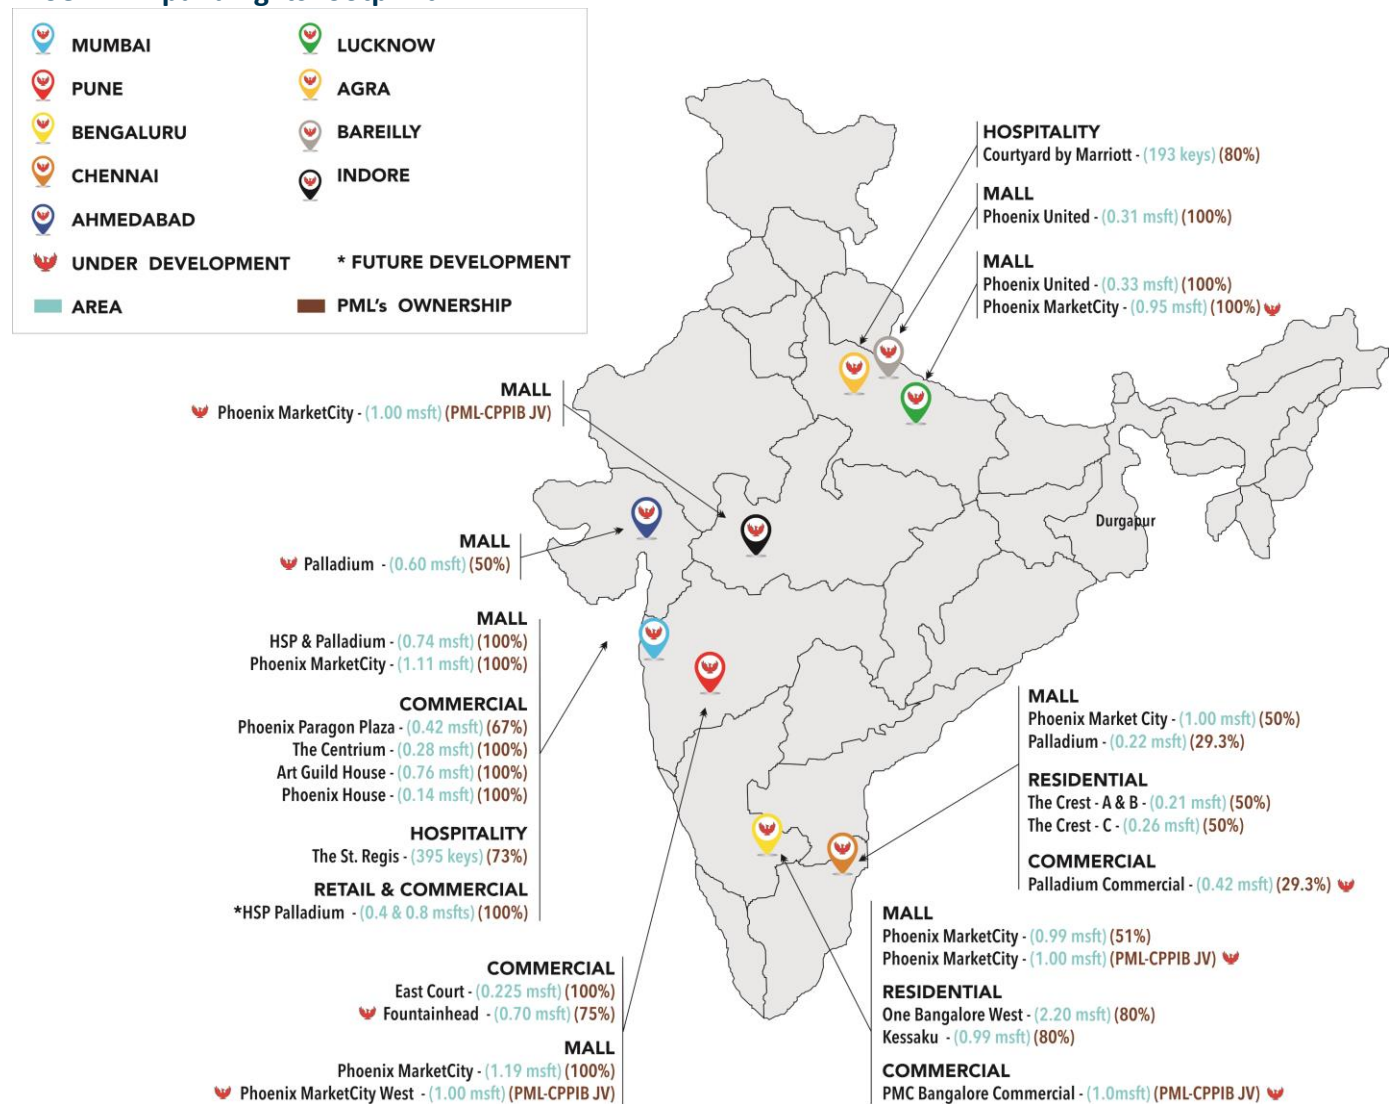 MUMBAI
PUNE
BENGALURU
CHENNAI
AHMEDABAD
UNDER DEVELOPMENT
AREA
LUCKNOW
AGRA
BAREILLY
INDORE
* FUTURE DEVELOPMENT
PML's OWNERSHIP
HOSPITALITY
Courtyard by Marriott - (193 keys) (80%)
MALL
Phoenix United - (0.31 msft) (100%)
MALL
Phoenix United - (0.33 msft) (100%)
Phoenix MarketCity - (0.95 msft) (100%)
MALL
Phoenix MarketCity - (1.00 msft) (PML-CPPIB JV)
Durgapur
MALL
Palladium - (0.60 msft) (50%)
MALL
HSP & Palladium - (0.74 msft) (100%)
Phoenix MarketCity - (1.11 msft) (100%)
COMMERCIAL
Phoenix Paragon Plaza - (0.42 msft) (67%)
The Centrium - (0.28 msft) (100%)
Art Guild House - (0.76 msft) (100%)
Phoenix House - (0.14 msft) (100%)
HOSPITALITY
The St. Regis - (395 keys) (73%)
RETAIL & COMMERCIAL
*HSP Palladium - (0.4 & 0.8 msfts) (100%)
COMMERCIAL
East Court - (0.225 msft) (100%)
Fountainhead - (0.70 msft) (75%)
MALL
Phoenix MarketCity - (1.19 msft) (100%)
Phoenix MarketCity West - (1.00 msft) (PML-CPPIB JV)
MALL
Phoenix Market City - (1.00 msft) (50%)
Palladium - (0.22 msft) (29.3%)
RESIDENTIAL
The Crest - A & B - (0.21 msft) (50%)
The Crest - C - (0.26 msft) (50%)
COMMERCIAL
Palladium Commercial - (0.42 msft) (29.3%)
MALL
Phoenix MarketCity - (0.99 msft) (51%)
Phoenix MarketCity - (1.00 msft) (PML-CPPIB JV)
RESIDENTIAL
One Bangalore West - (2.20 msft) (80%)
Kessaku - (0.99 msft) (80%)
COMMERCIAL
PMC Bangalore Commercial - (1.0msft) (PML-CPPIB JV)